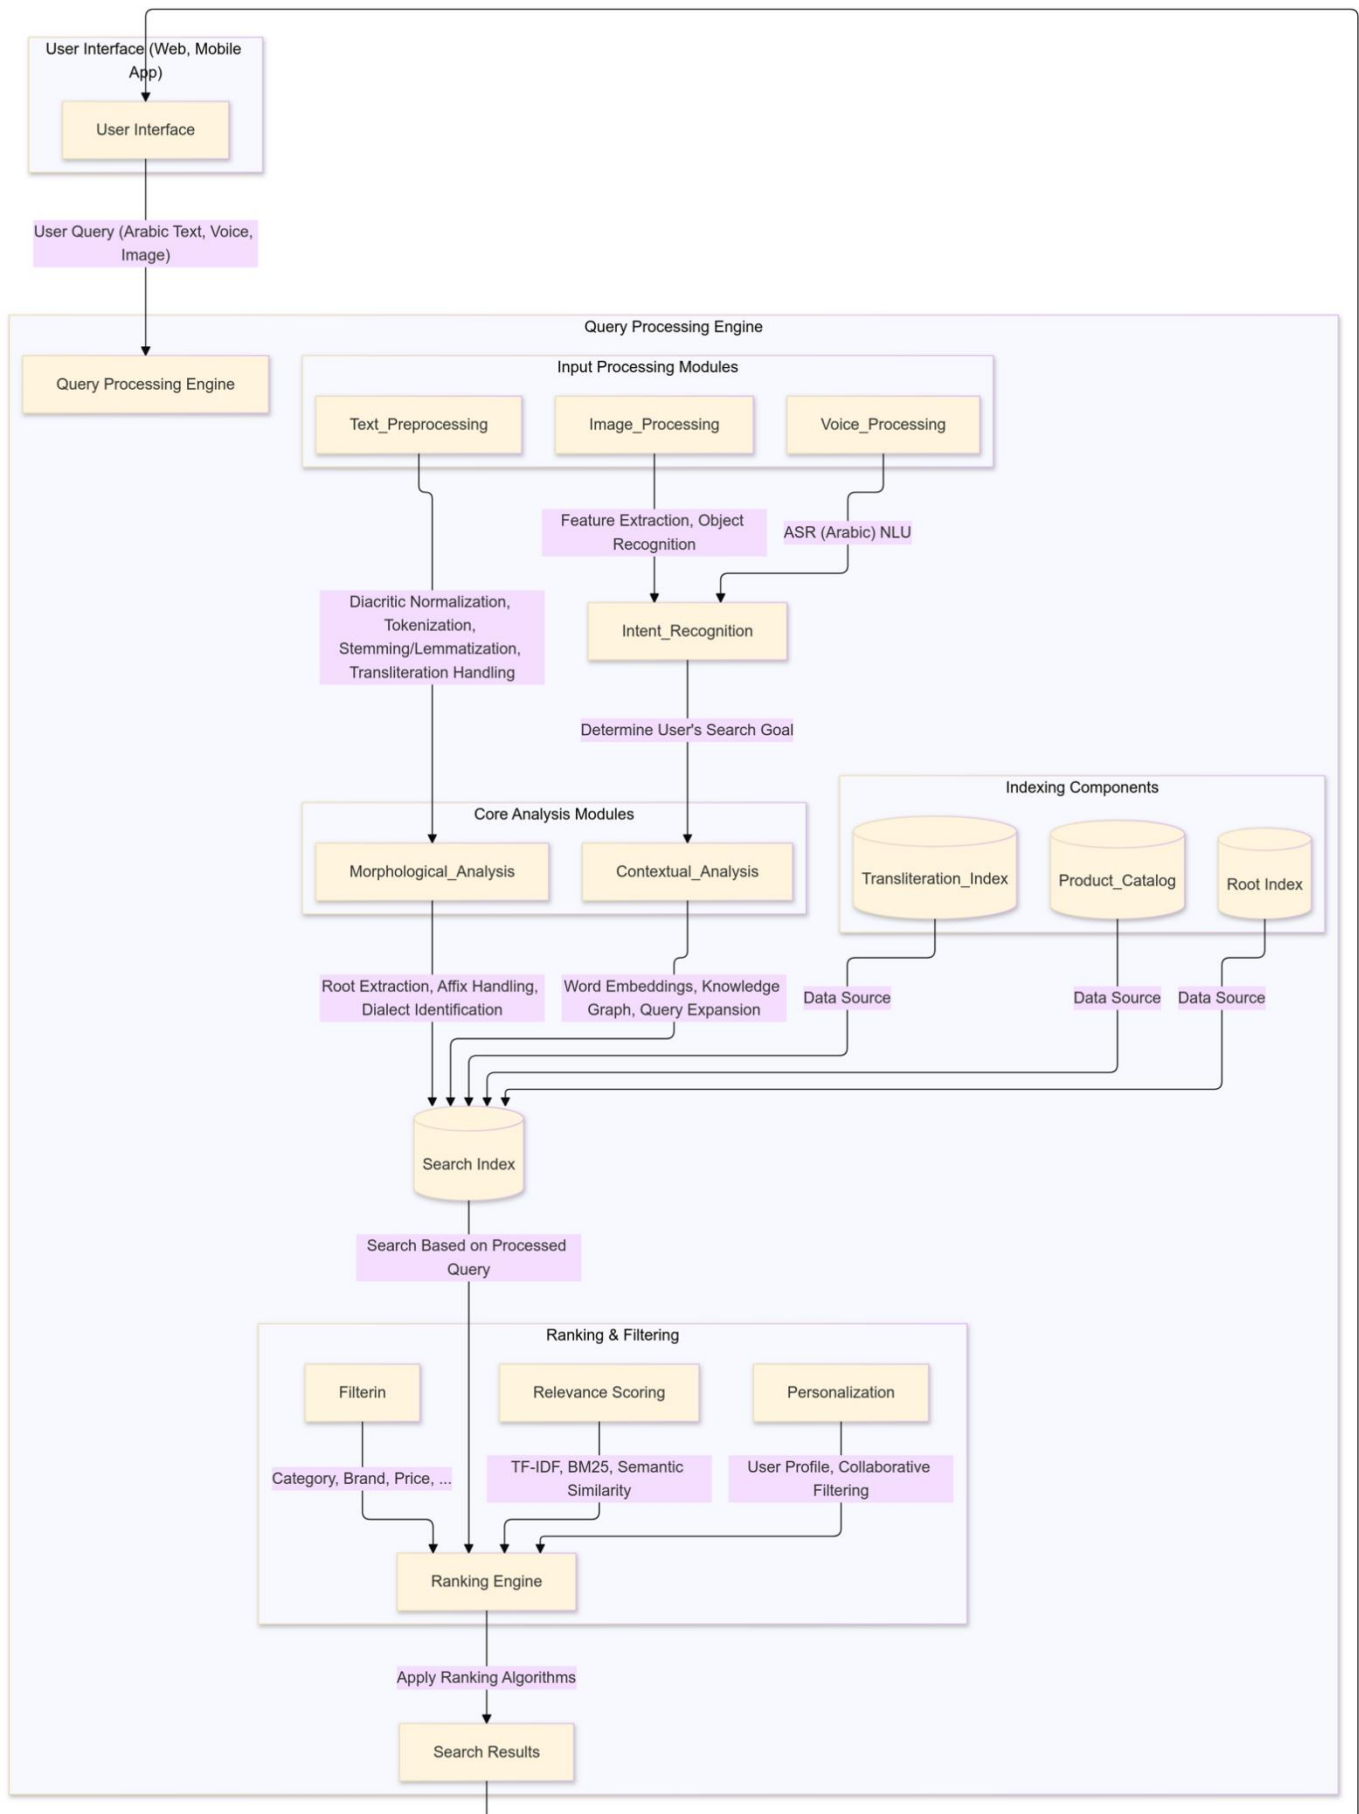 User Interface (Web, Mobile
App)
User Interface
User Query (Arabic Text, Voice,
Image)
Query Processing Engine
Query Processing Engine
Input Processing Modules
Text_Preprocessing
Image_Processing
Voice_Processing
Feature Extraction, Object
Recognition
ASR (Arabic) NLU
Diacritic Normalization,
Tokenization,
Stemming/Lemmatization,
Transliteration Handling
Intent_Recognition
Determine User's Search Goal
Core Analysis Modules
Morphological_Analysis
Contextual_Analysis
Indexing Components
Transliteration_Index
Product_Catalog
Root Index
Root Extraction, Affix Handling,
Dialect Identification
Word Embeddings, Knowledge
Graph, Query Expansion
Data Source
Data Source
Data Source
Search Index
Search Based on Processed
Query
Ranking & Filtering
Filterin
Relevance Scoring
Personalization
Category, Brand, Price, ...
TF-IDF, BM25, Semantic
Similarity
User Profile, Collaborative
Filtering
Ranking Engine
Apply Ranking Algorithms
Search Results